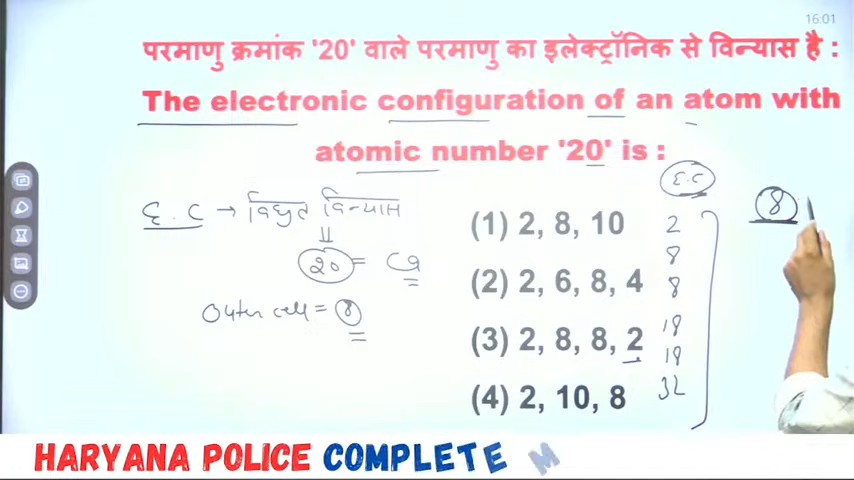 16:01
परमाणु क्रमांक '20' वाले परमाणु का इलेक्ट्रॉनिक से विन्यास है :
The electronic configuration of an atom with
atomic number '20' is :
E.C
8
E.C → विद्युत विन्यास
20 = Ca
Outer cell = 8
(1) 2, 8, 10
(2) 2, 6, 8, 4
(3) 2, 8, 8, 2
(4) 2, 10, 8
2
8
8
18
18
32
HARYANA POLICE COMPLETE M